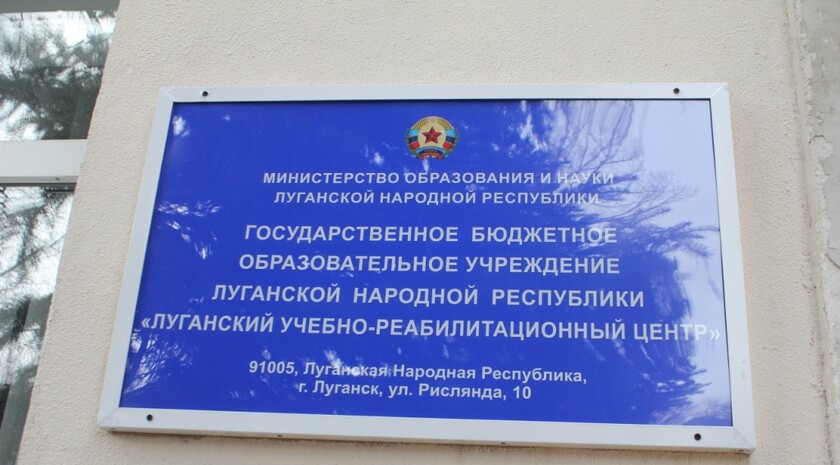 МИНИСТЕРСТВО ОБРАЗОВАНИЯ И НАУКИ
ЛУГАНСКОЙ НАРОДНОЙ РЕСПУБЛИКИ
ГОСУДАРСТВЕННОЕ БЮДЖЕТНОЕ
ОБРАЗОВАТЕЛЬНОЕ УЧРЕЖДЕНИЕ
ЛУГАНСКОЙ НАРОДНОЙ РЕСПУБЛИКИ
«ЛУГАНСКИЙ УЧЕБНО-РЕАБИЛИТАЦИОННЫЙ ЦЕНТР»
91005, Луганская Народная Республика,
г. Луганск, ул. Рислянда, 10